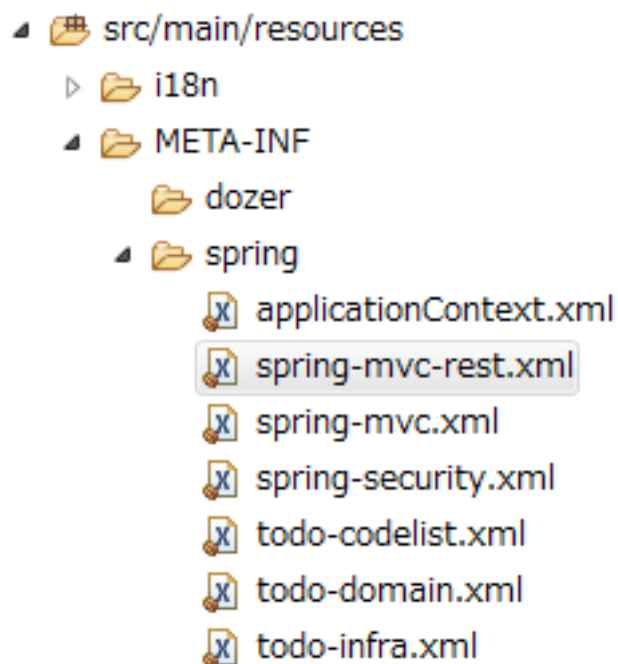 src/main/resources
i18n
META-INF
dozer
spring
applicationContext.xml
spring-mvc-rest.xml
spring-mvc.xml
spring-security.xml
todo-codelist.xml
todo-domain.xml
todo-infra.xml